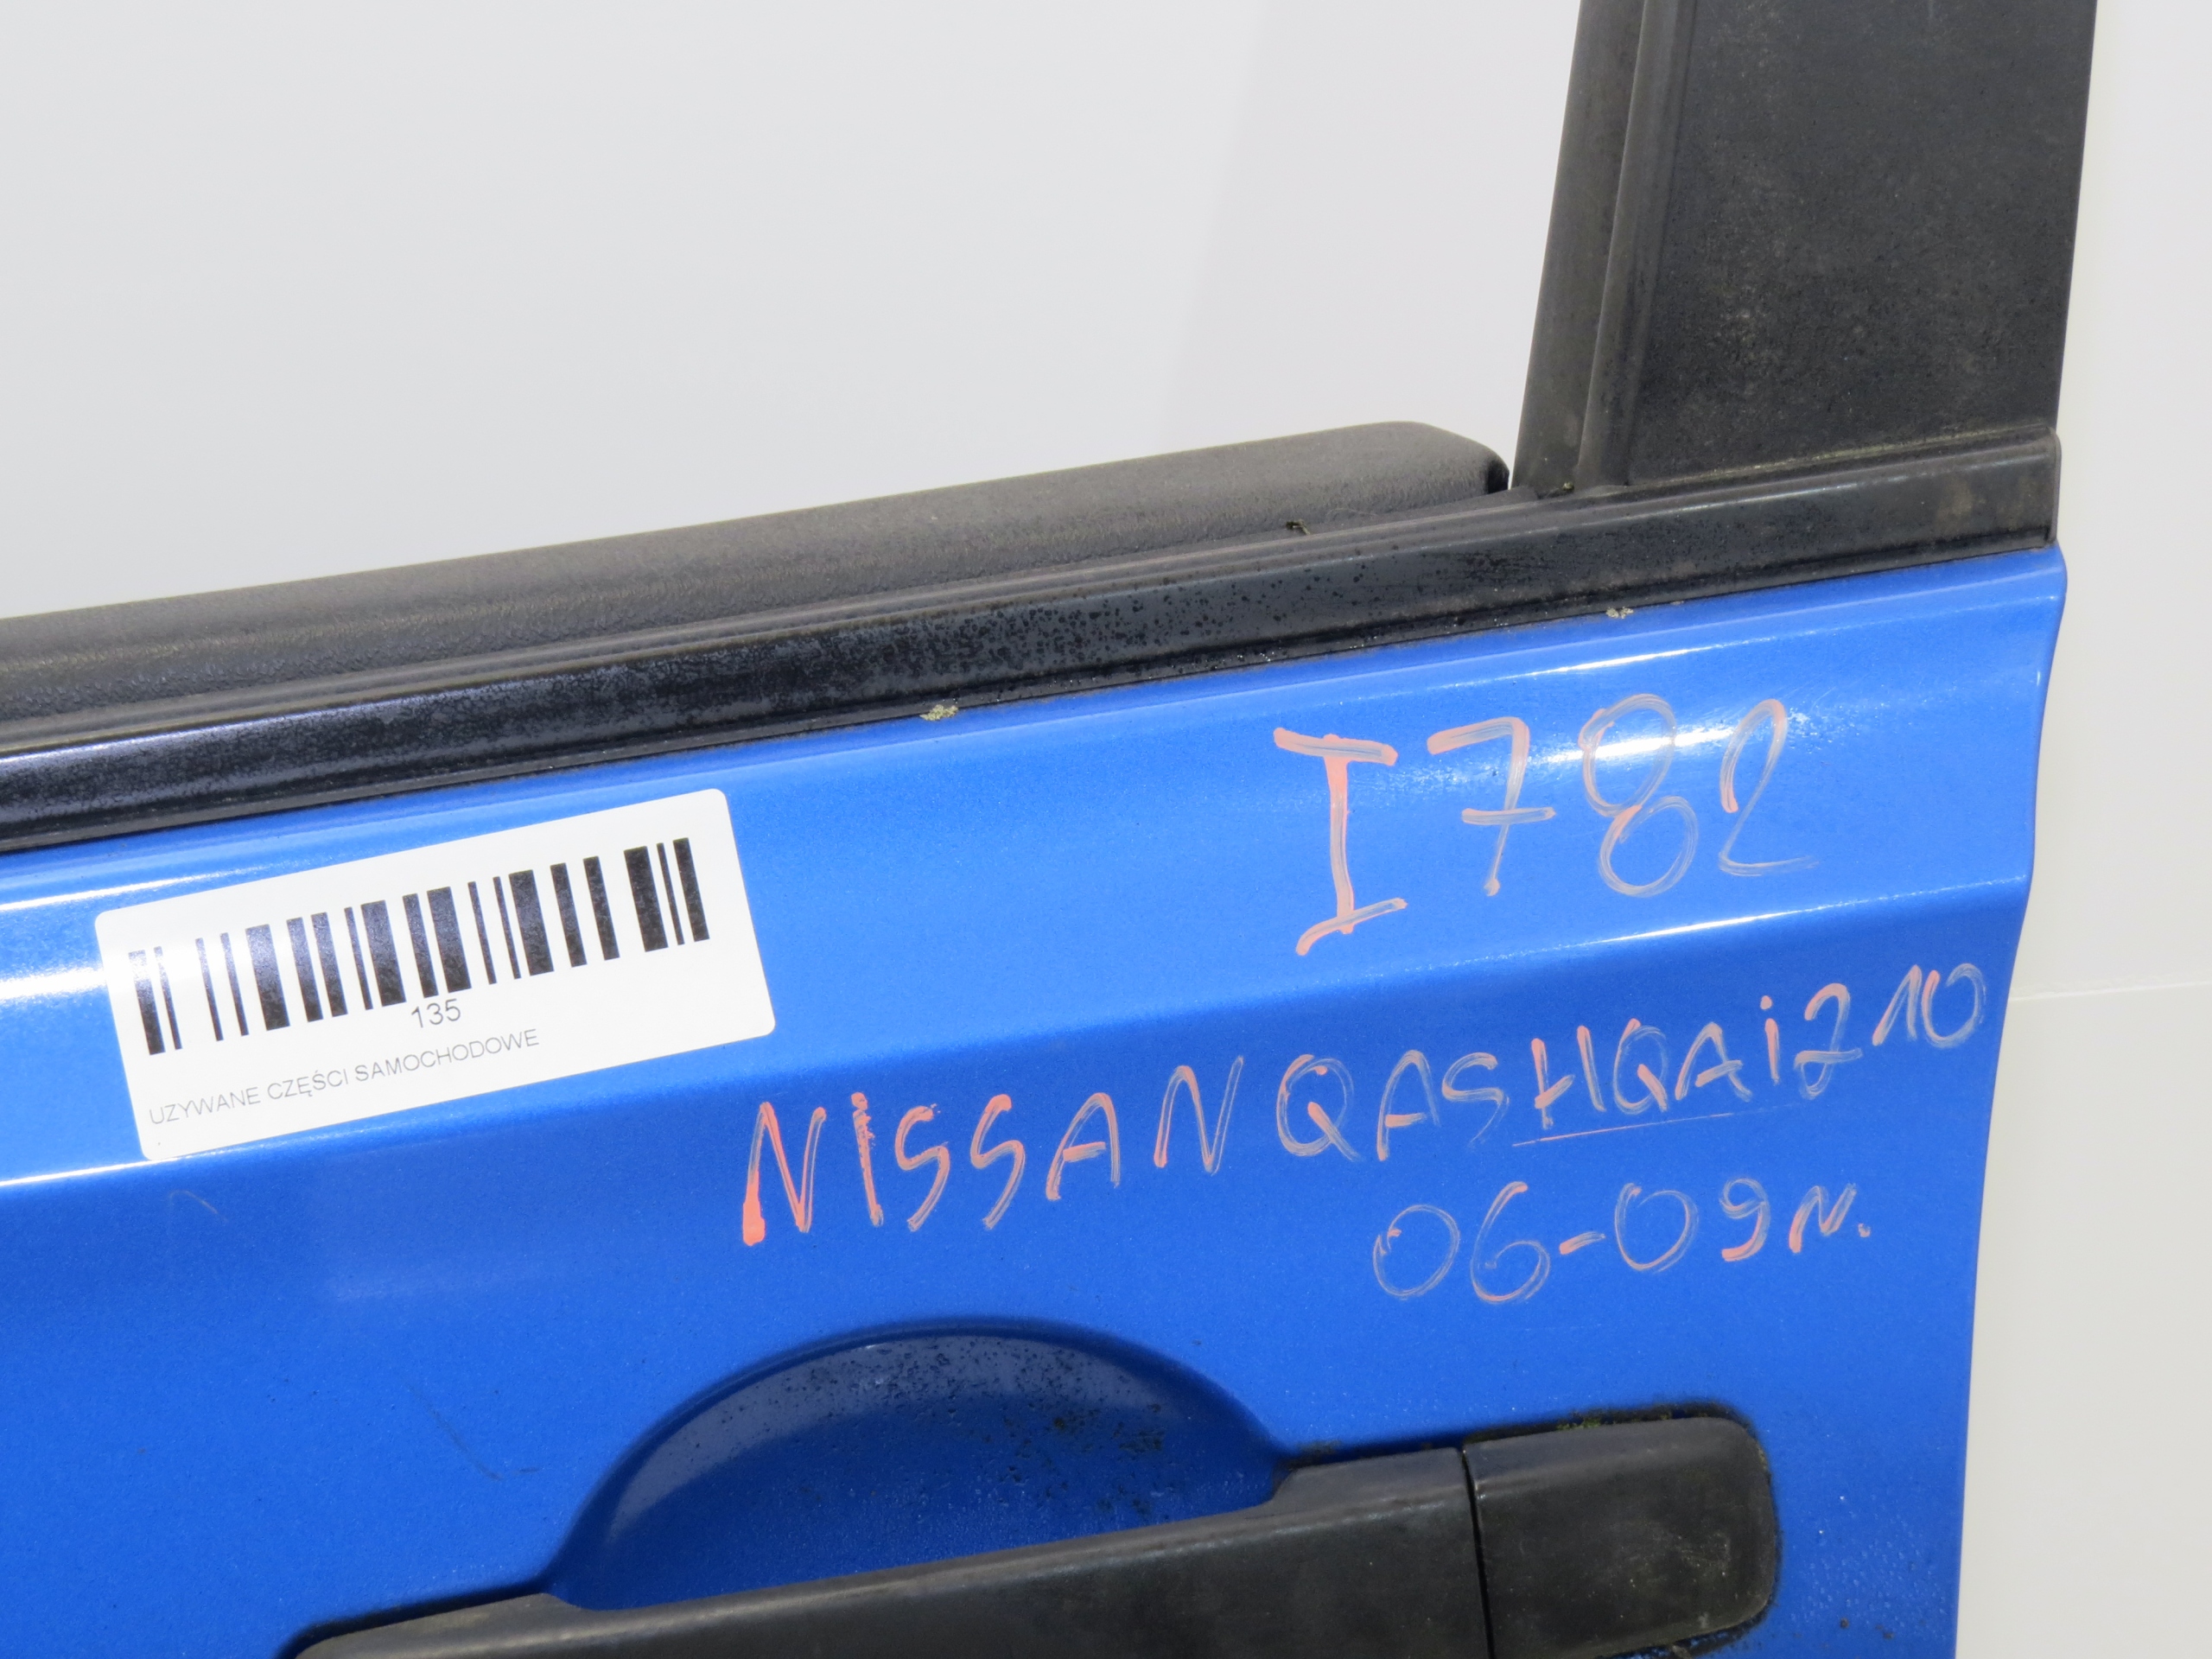 I782
135
UZYWANE CZĘŚCI SAMOCHODOWE
NiSSAN QASHQAi J10
06-09r.